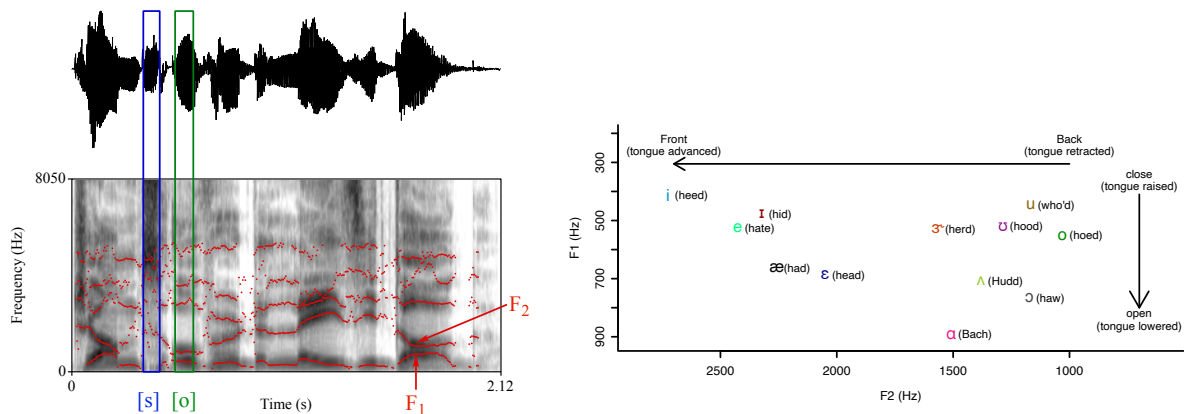 8050
Frequency (Hz)
0
0
2.12
Time (s)
[s]
[o]
F2
F1
Front
(tongue advanced)
Back
(tongue retracted)
close
(tongue raised)
open
(tongue lowered)
300
500
700
900
F1 (Hz)
2500
2000
1500
1000
F2 (Hz)
i (heed)
ɪ (hid)
e (hate)
æ (had)
ɛ (head)
ɝ (herd)
u (who'd)
ʊ (hood)
o (hoed)
ʌ (Hudd)
ɔ (haw)
ɑ (Bach)